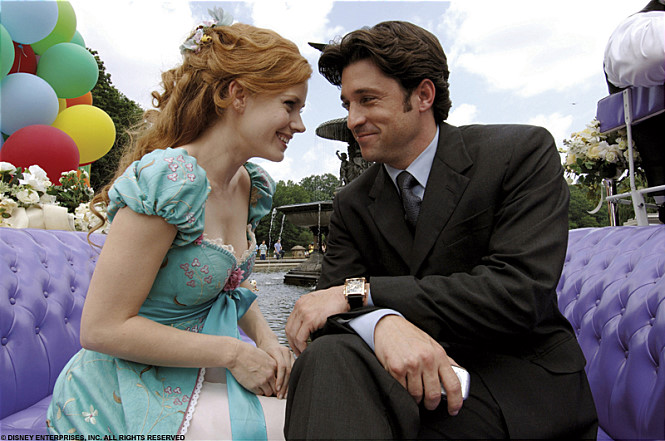 © DISNEY ENTERPRISES, INC. ALL RIGHTS RESERVED